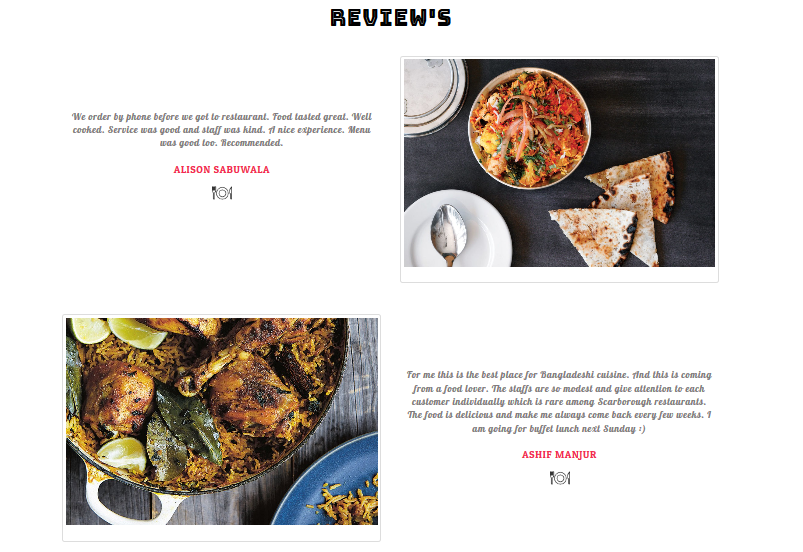 REVIEW'S
We order by phone before we got to restaurant. Food tasted great. Well
cooked. Service was good and staff was kind. A nice experience. Menu
was good too. Recommended.
ALISON SABUWALA
For me this is the best place for Bangladeshi cuisine. And this is coming
from a food lover. The staffs are so modest and give attention to each
customer individually which is rare among Scarborough restaurants.
The food is delicious and make me always come back every few weeks. I
am going for buffet lunch next Sunday :)
ASHIF MANJUR